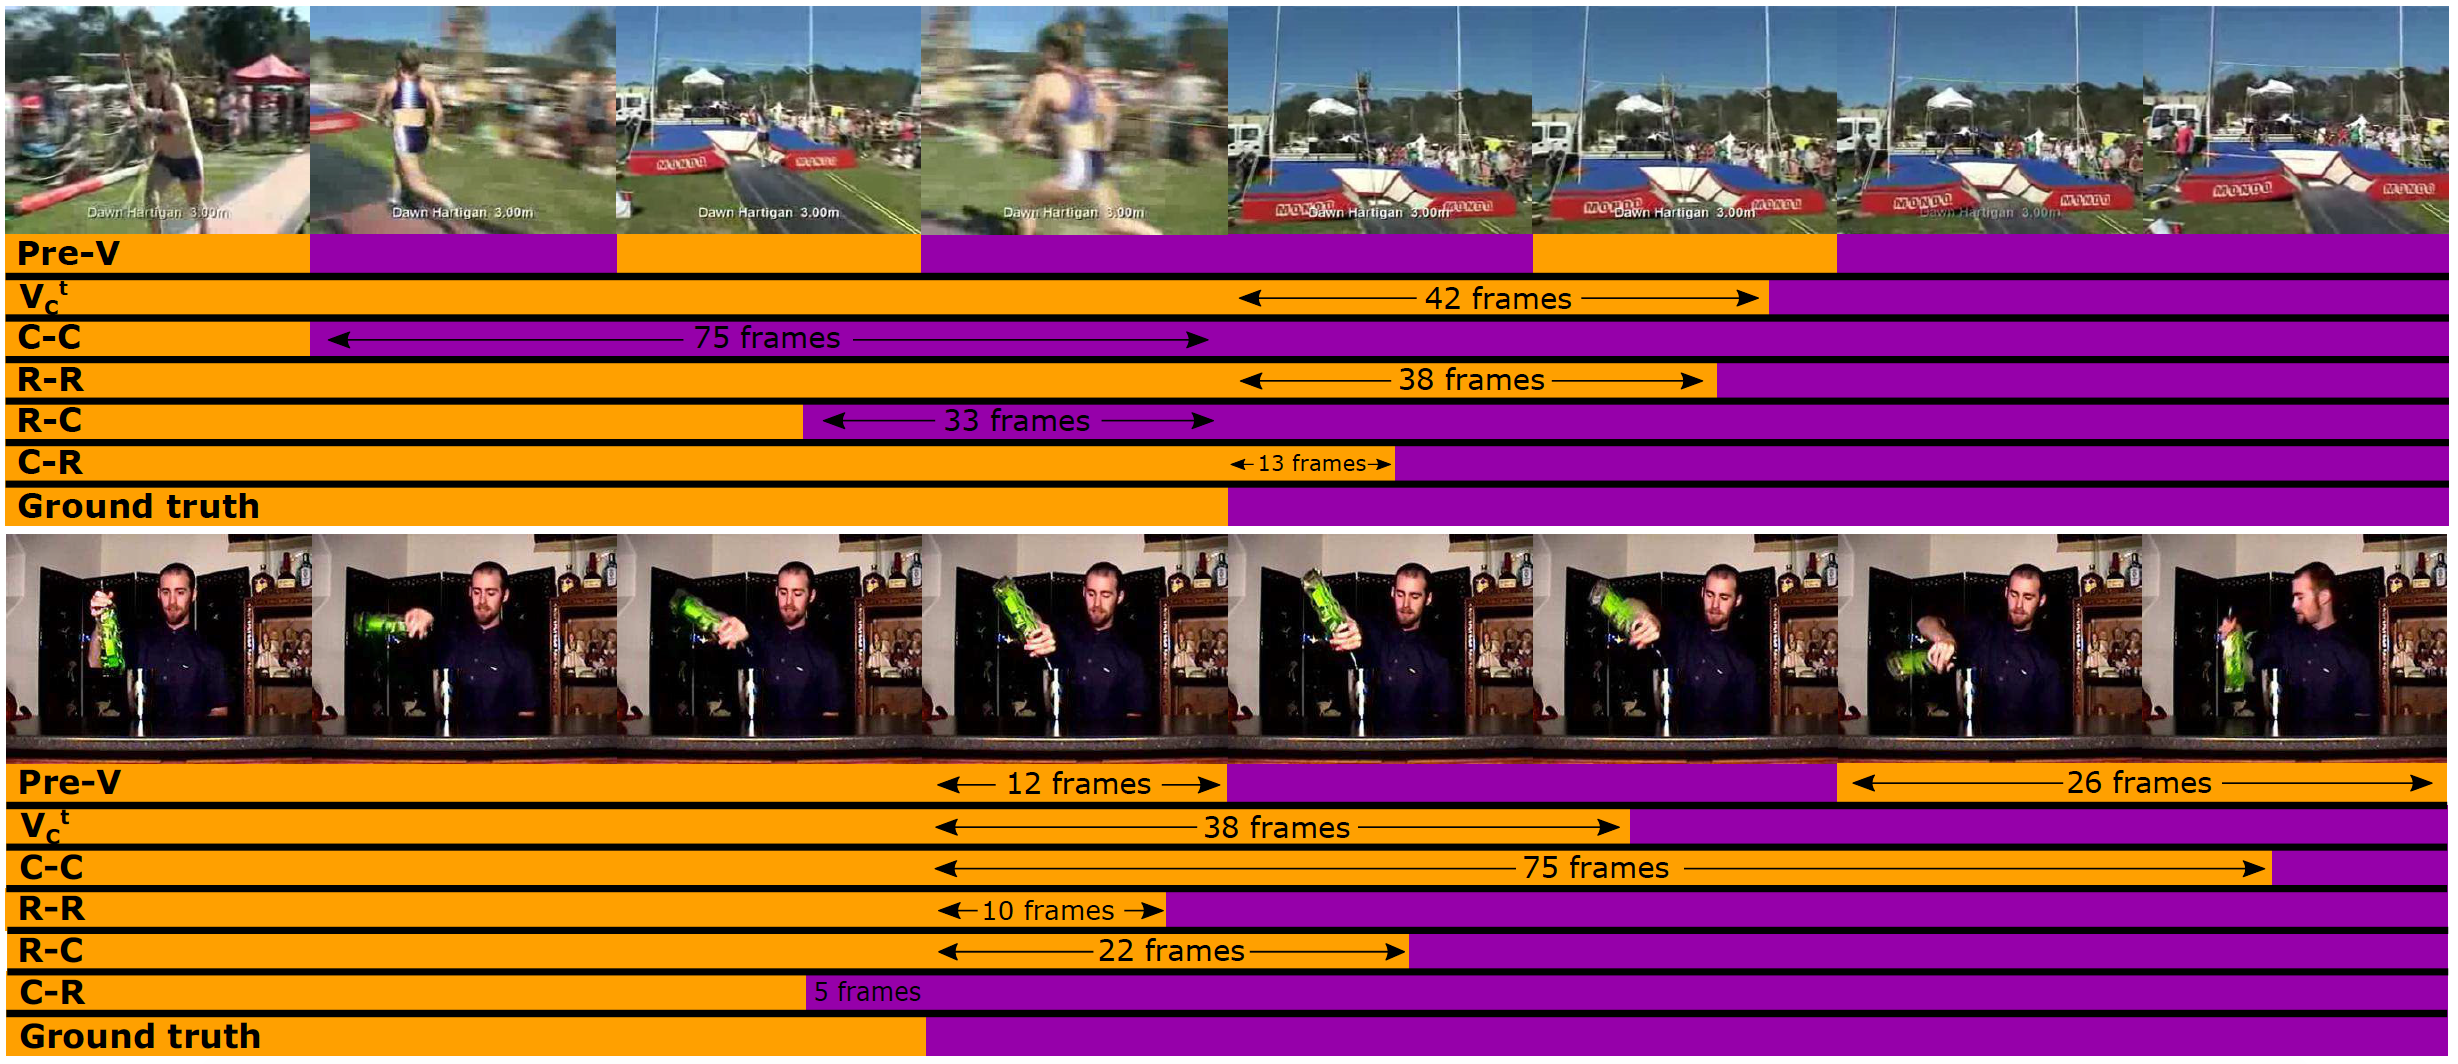 Dawn Hartigan 3.00m
Dawn Hartigan 3.00m
MONDO MONDO
Dawn Hartigan 3.00m
Dawn Hartigan 3.00m
MONDO MONDO
Dawn Hartigan 3.00m
MONDO MONDO
Dawn Hartigan 3.00m
MONDO MONDO
Dawn Hartigan 3.00m
MONDO MONDO
Pre-V
V_C^t 42 frames
C-C 75 frames
R-R 38 frames
R-C 33 frames
C-R 13 frames
Ground truth
Pre-V 12 frames 26 frames
V_C^t 38 frames
C-C 75 frames
R-R 10 frames
R-C 22 frames
C-R 5 frames
Ground truth